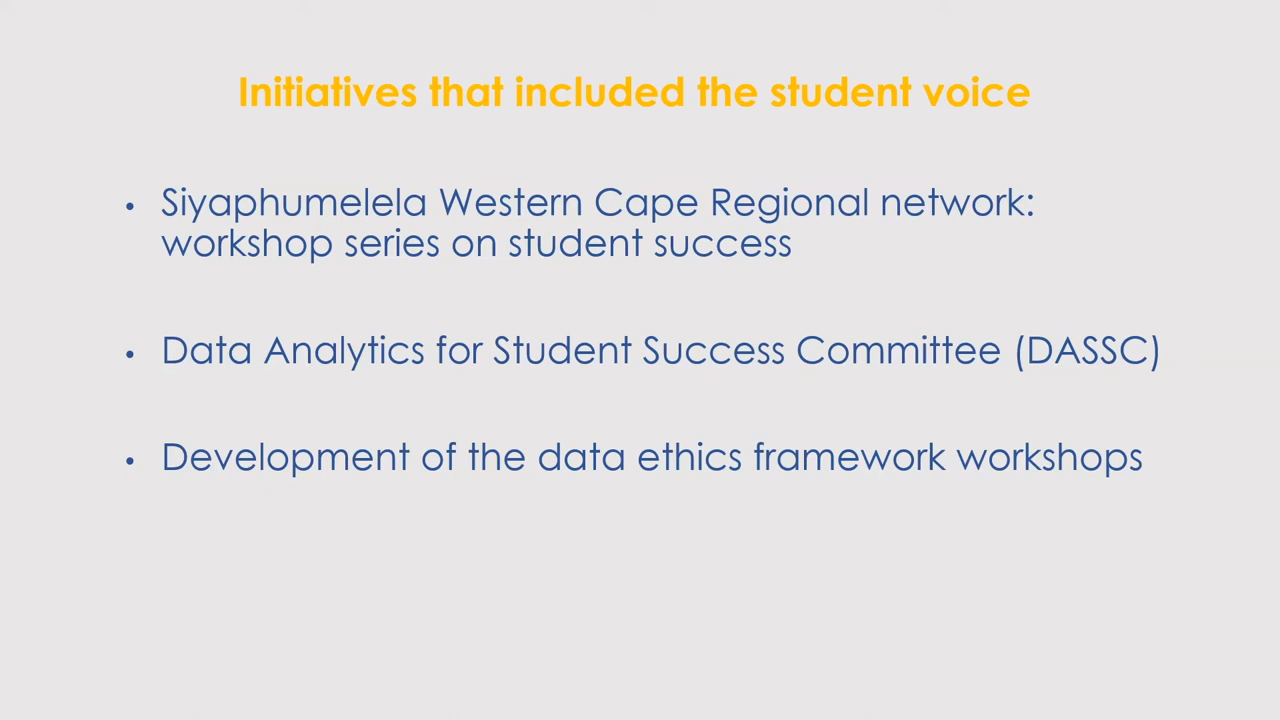 Initiatives that included the student voice
• Siyaphumelela Western Cape Regional network:
workshop series on student success
• Data Analytics for Student Success Committee (DASSC)
• Development of the data ethics framework workshops